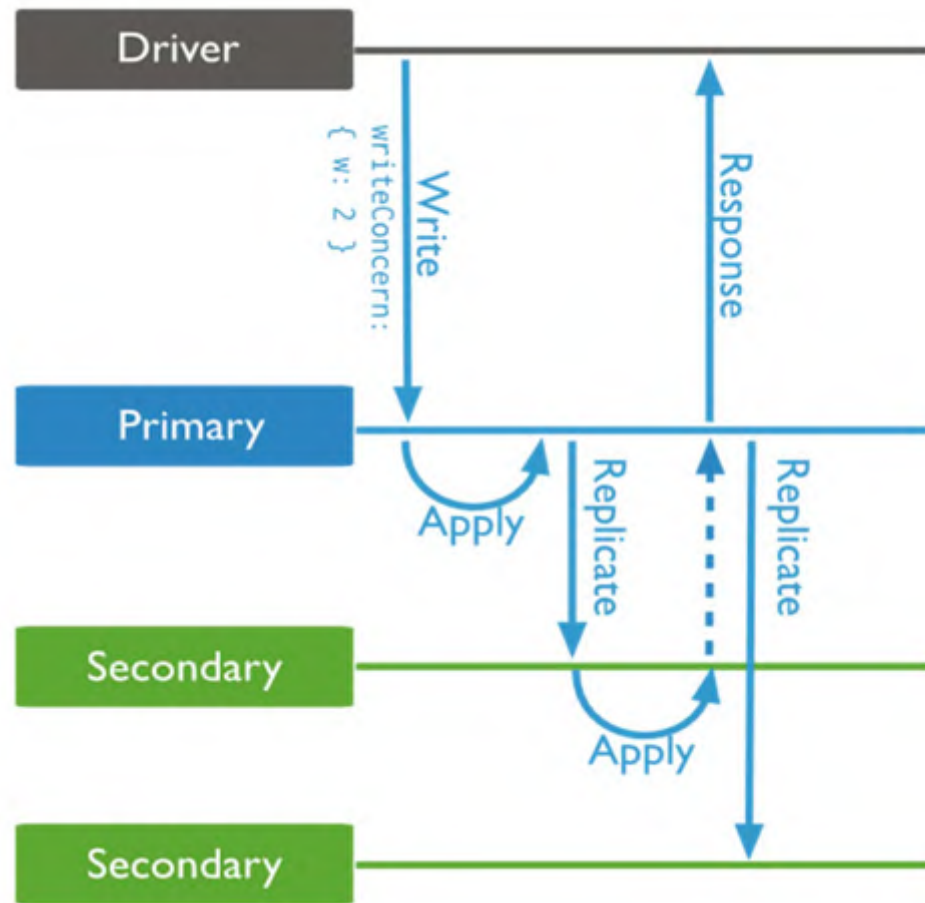 Driver
Write
writeConcern:
{ w: 2 }
Response
Primary
Apply
Replicate
Replicate
Secondary
Apply
Secondary